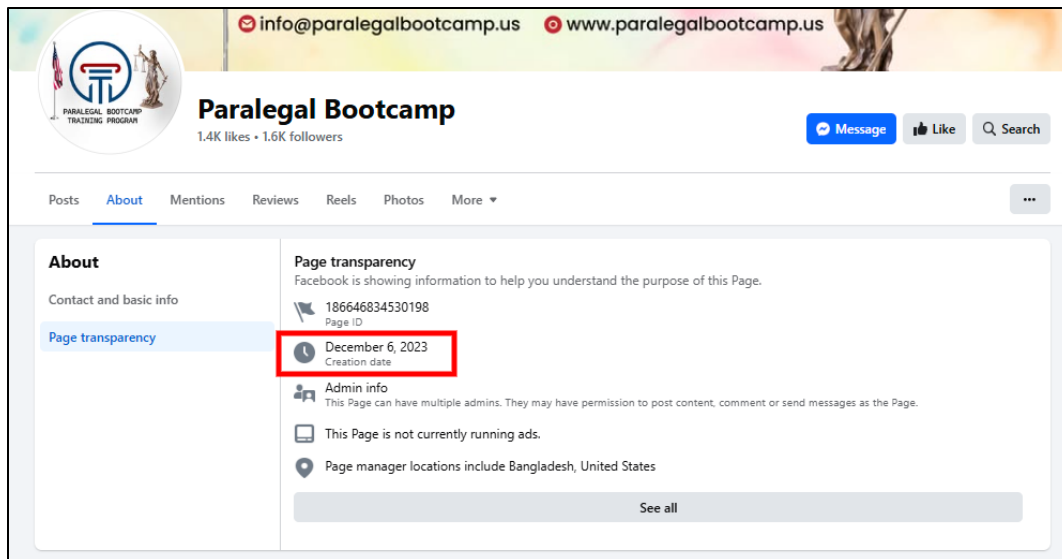 info@paralegalbootcamp.us www.paralegalbootcamp.us
PARALEGAL BOOTCAMP
TRAINING PROGRAM
Paralegal Bootcamp
1.4K likes • 1.6K followers
Message Like Search
Posts About Mentions Reviews Reels Photos More
About
Contact and basic info
Page transparency
Page transparency
Facebook is showing information to help you understand the purpose of this Page.
186646834530198
Page ID
December 6, 2023
Creation date
Admin info
This Page can have multiple admins. They may have permission to post content, comment or send messages as the Page.
This Page is not currently running ads.
Page manager locations include Bangladesh, United States
See all